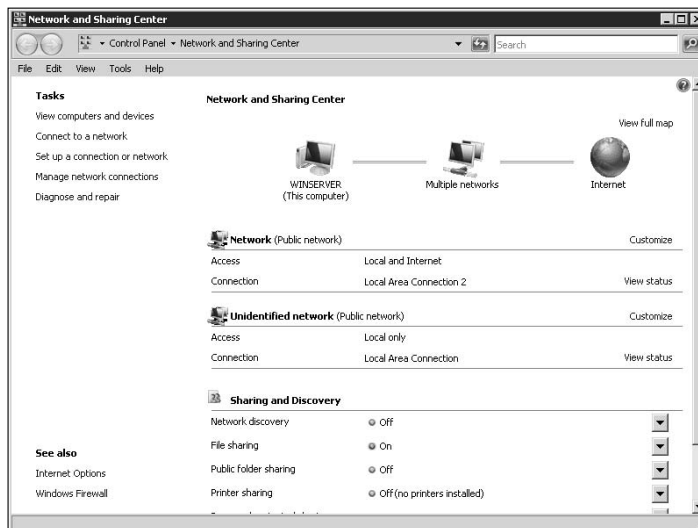 Network and Sharing Center
Control Panel Network and Sharing Center Search
File Edit View Tools Help
Tasks
View computers and devices
Connect to a network
Set up a connection or network
Manage network connections
Diagnose and repair
See also
Internet Options
Windows Firewall
Network and Sharing Center
View full map
WINSERVER
(This computer)
Multiple networks
Internet
Network (Public network) Customize
Access Local and Internet
Connection Local Area Connection 2 View status
Unidentified network (Public network) Customize
Access Local only
Connection Local Area Connection View status
Sharing and Discovery
Network discovery Off
File sharing On
Public folder sharing Off
Printer sharing Off (no printers installed)